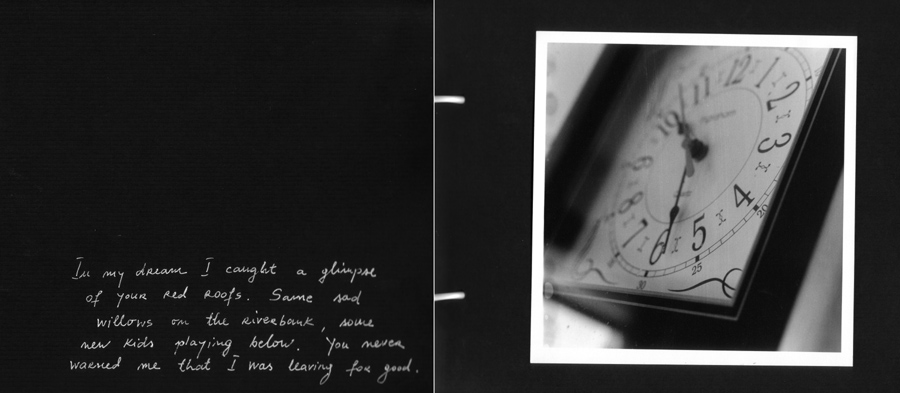 In my dream I caught a glimpse
of your red roofs. Same sad
willows on the riverbank, some
new kids playing below. You never
warned me that I was leaving for good.
11 12 1 2 3 4 5 6 7 8 9 10
20
25
30